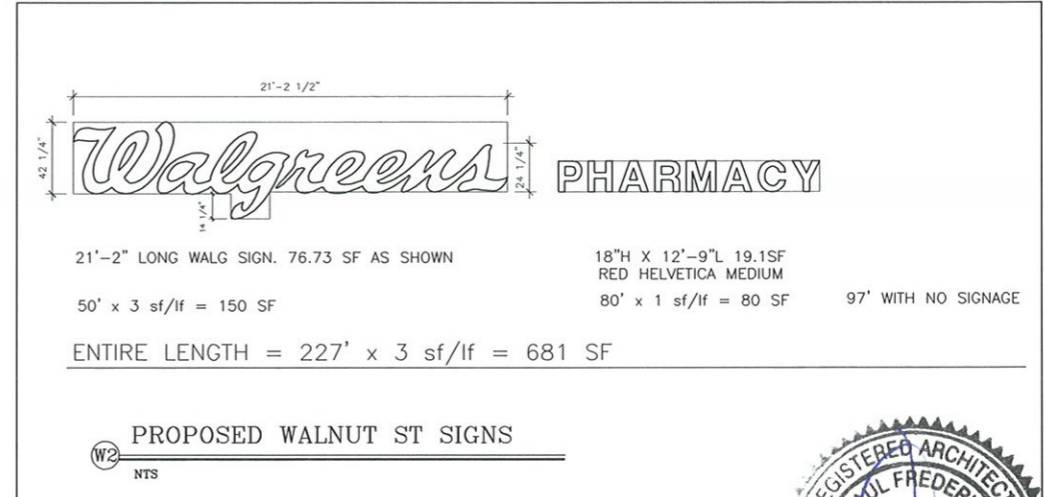 21'-2 1/2"
42 1/4"
Walgreens
24 1/4"
14 1/4"
PHARMACY
21'-2" LONG WALG SIGN. 76.73 SF AS SHOWN
18"H X 12'-9"L 19.1SF
RED HELVETICA MEDIUM
50' x 3 sf/lf = 150 SF
80' x 1 sf/lf = 80 SF
97' WITH NO SIGNAGE
ENTIRE LENGTH = 227' x 3 sf/lf = 681 SF
W2
PROPOSED WALNUT ST SIGNS
NTS
REGISTERED ARCHITECT